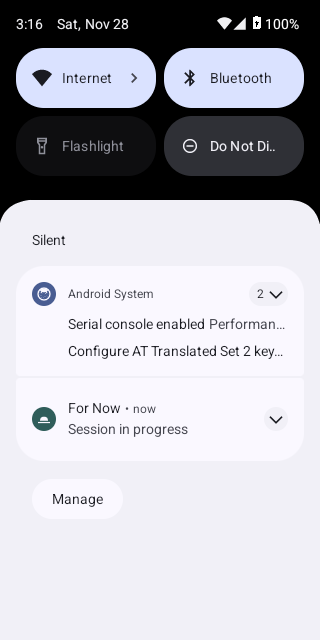 3:16 Sat, Nov 28 100%
Internet Bluetooth
Flashlight Do Not Di..
Silent
Android System 2
Serial console enabled Performan...
Configure AT Translated Set 2 key...
For Now • now
Session in progress
Manage